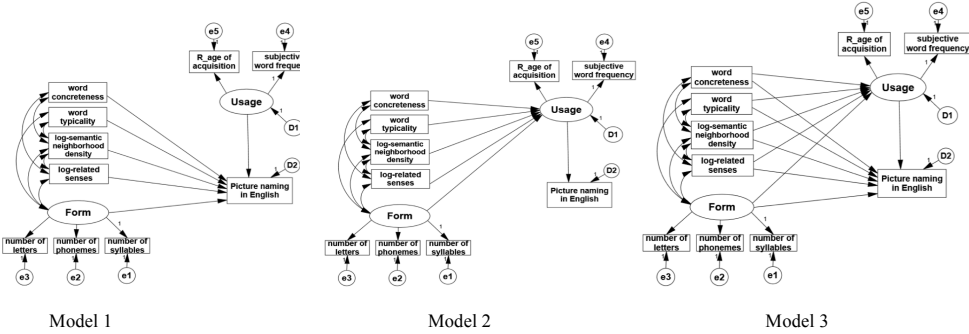 e5
e4
R_age of
acquisition
subjective
word freque
Usage
1
1
D1
word
concreteness
word
typicality
log-semantic
neighborhood
density
log-related
senses
D2
Picture naming
in English
Form
1
number of
letters
number of
phonemes
number of
syllables
e3
e2
e1
Model 1
e5
e4
R_age of
acquisition
subjective
word frequency
Usage
1
1
D1
word
concreteness
word
typicality
log-semantic
neighborhood
density
log-related
senses
D2
Picture naming
in English
Form
1
number of
letters
number of
phonemes
number of
syllables
e3
e2
e1
Model 2
e5
e4
R_age of
acquisition
subjective
word frequency
Usage
1
1
D1
word
concreteness
word
typicality
log-semantic
neighborhood
density
log-related
senses
D2
Picture naming
in English
Form
1
number of
letters
number of
phonemes
number of
syllables
e3
e2
e1
Model 3